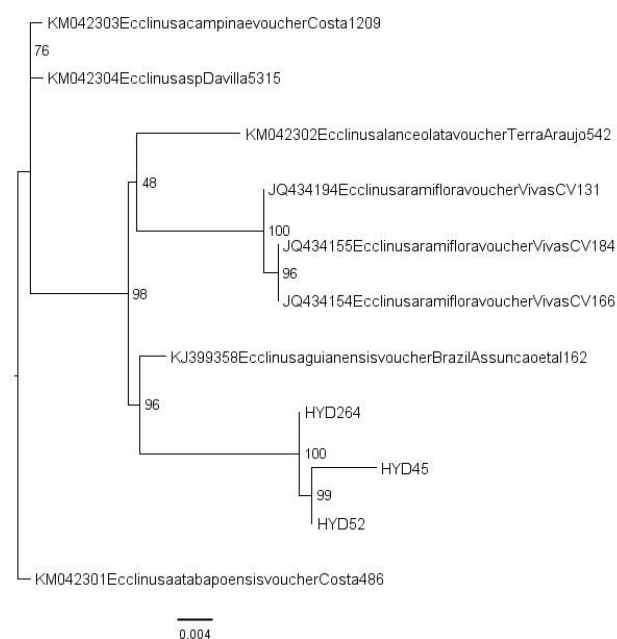 KM042303EcclinusacampinaevoucherCosta1209
76
KM042304EcclinusaspDavilla5315
KM042302EcclinusalanceolatavoucherTerraAraujo542
48
JQ434194EcclinusaramifloravoucherVivasCV131
100
JQ434155EcclinusaramifloravoucherVivasCV184
96
98
JQ434154EcclinusaramifloravoucherVivasCV166
KJ399358EcclinusaguianensisvoucherBrazilAssuncaoetal162
96
HYD264
100
HYD45
99
HYD52
KM042301EcclinusaatabapoensisvoucherCosta486
0.004